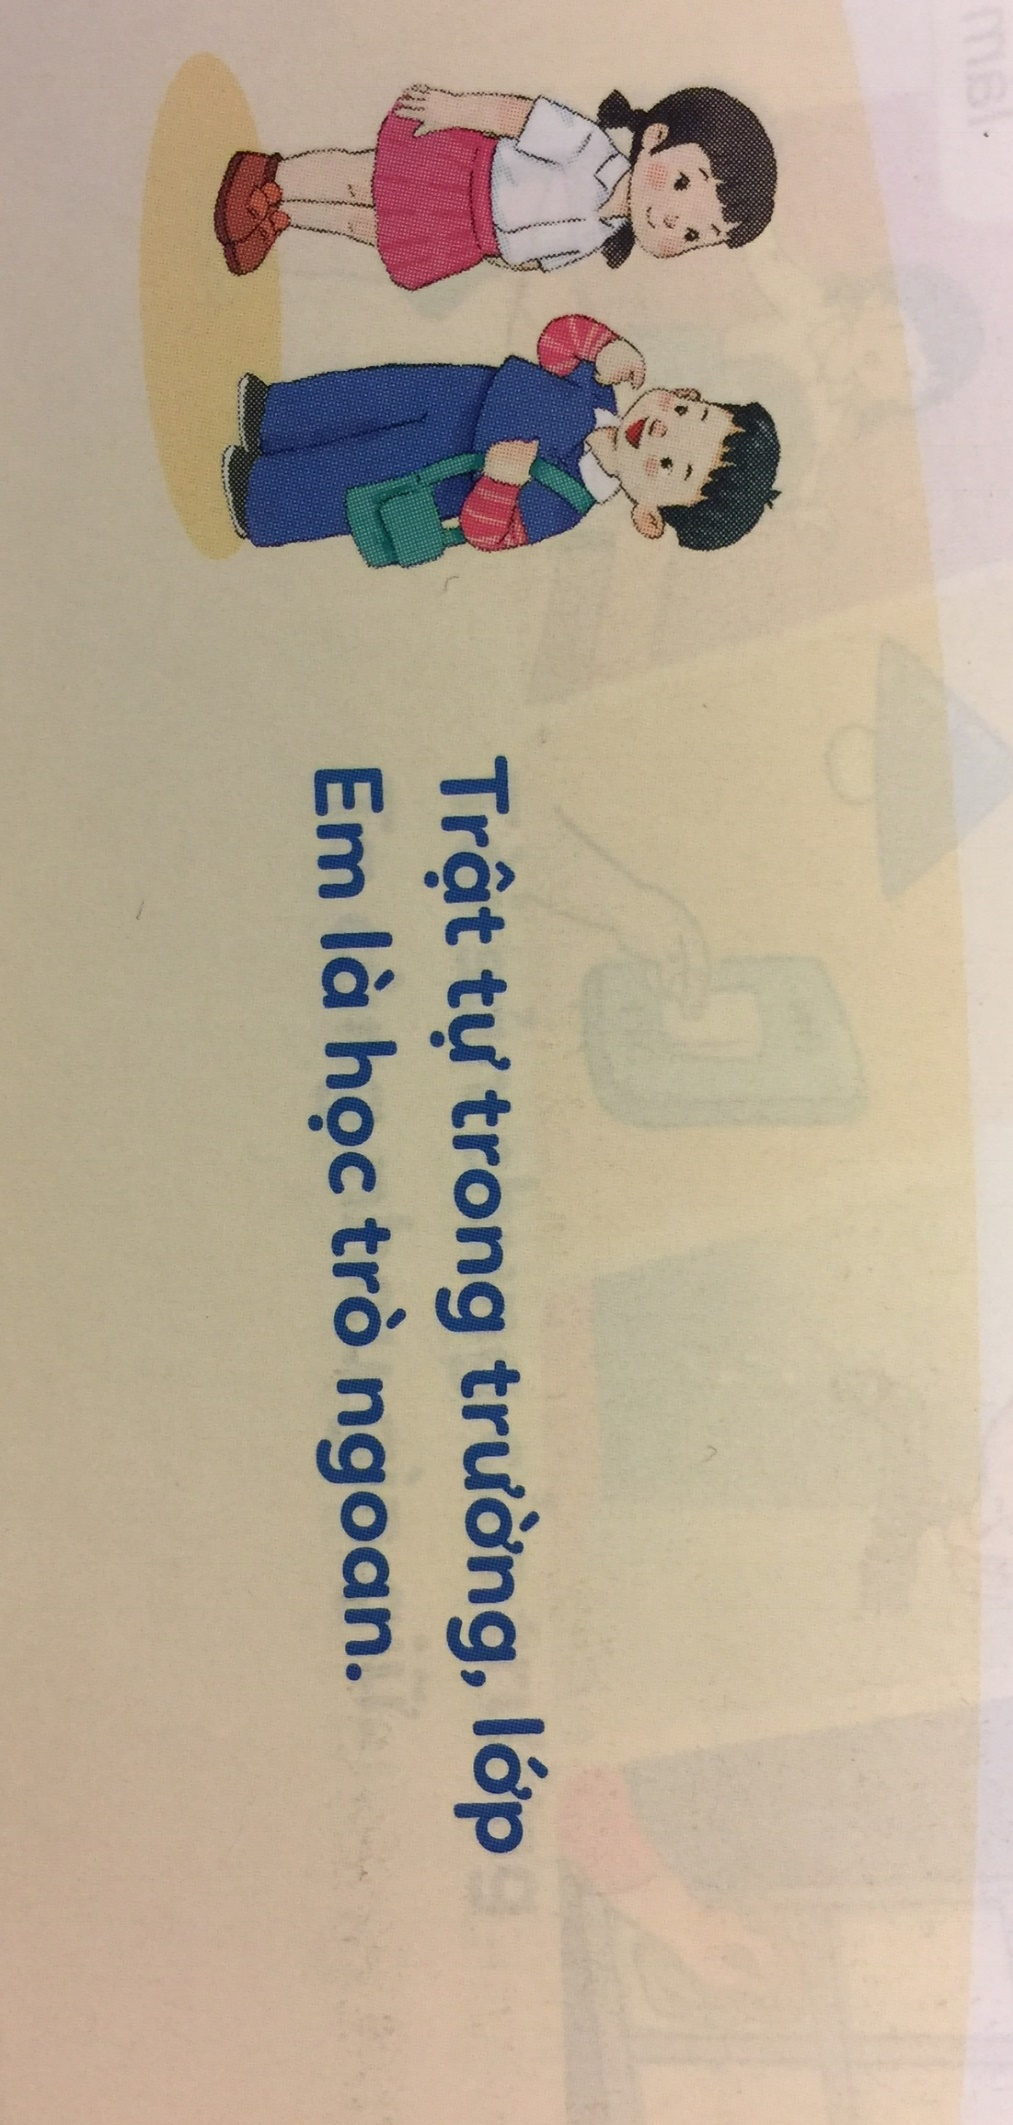 Trật tự trong trường, lớp
Em là học trò ngoan.